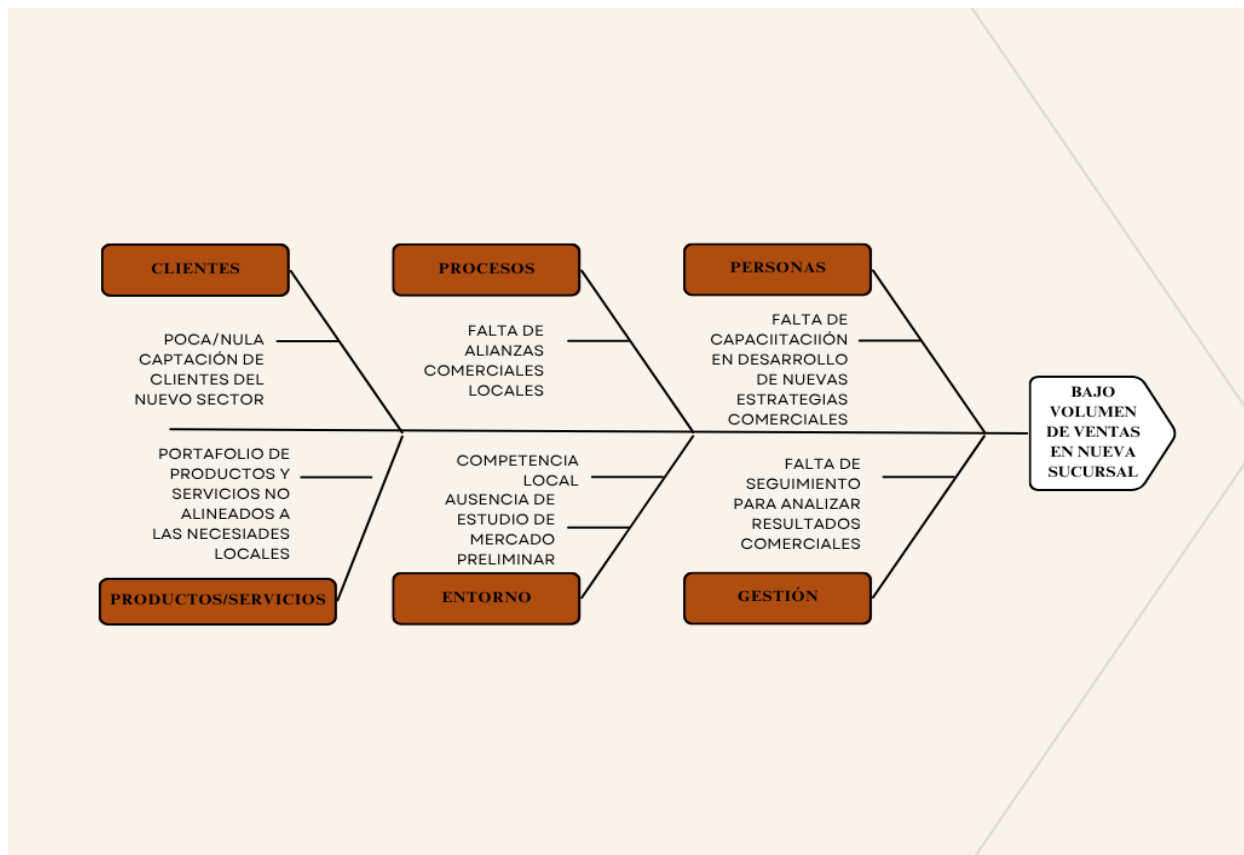 CLIENTES
PROCESOS
PERSONAS
POCA/NULA
CAPTACIÓN DE
CLIENTES DEL
NUEVO SECTOR
FALTA DE
ALIANZAS
COMERCIALES
LOCALES
FALTA DE
CAPACIITACIIÓN
EN DESARROLLO
DE NUEVAS
ESTRATEGIAS
COMERCIALES
BAJO
VOLUMEN
DE VENTAS
EN NUEVA
SUCURSAL
PORTAFOLIO DE
PRODUCTOS Y
SERVICIOS NO
ALINEADOS A
LAS NECESIADES
LOCALES
COMPETENCIA
LOCAL
AUSENCIA DE
ESTUDIO DE
MERCADO
PRELIMINAR
FALTA DE
SEGUIMIENTO
PARA ANALIZAR
RESULTADOS
COMERCIALES
PRODUCTOS/SERVICIOS
ENTORNO
GESTIÓN